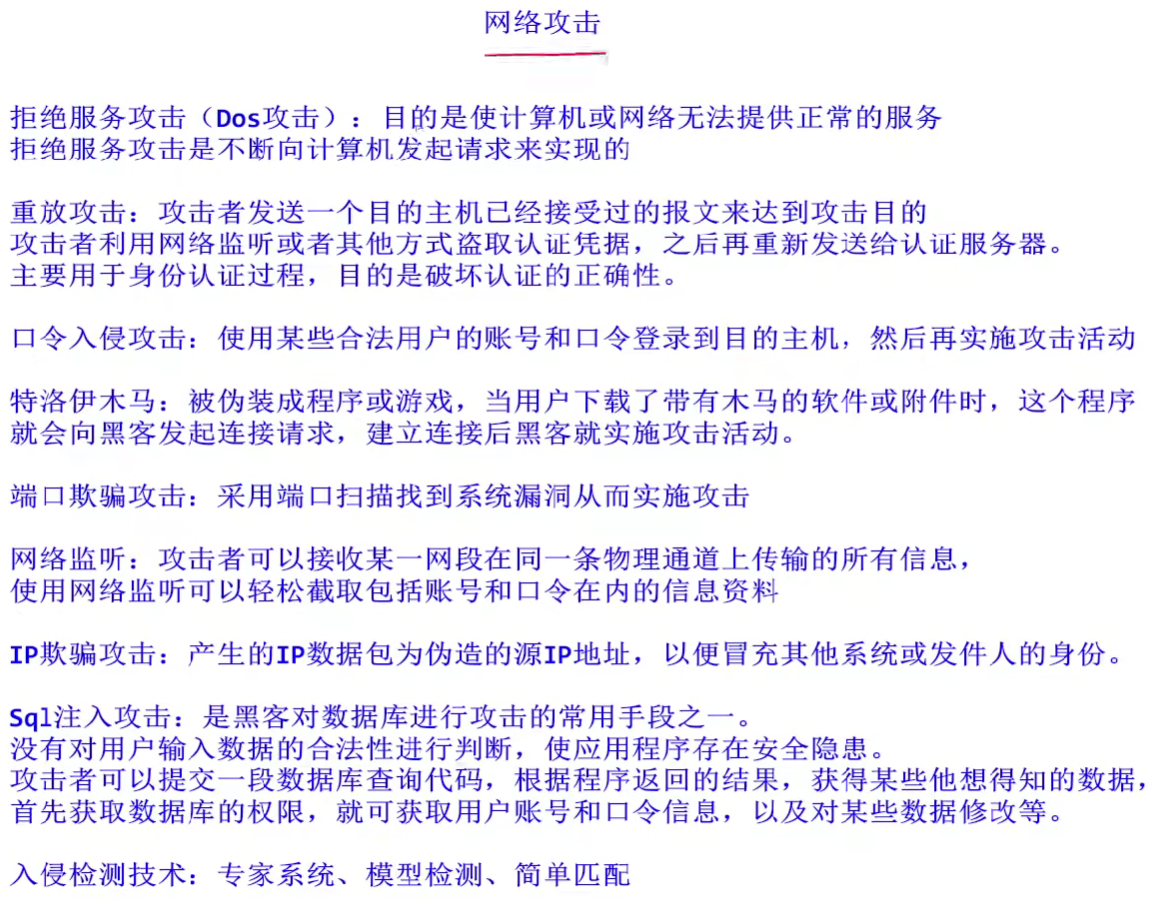 网络攻击
拒绝服务攻击（Dos攻击）：目的是使计算机或网络无法提供正常的服务
拒绝服务攻击是不断向计算机发起请求来实现的
重放攻击：攻击者发送一个目的主机已经接受过的报文来达到攻击目的
攻击者利用网络监听或者其他方式盗取认证凭据，之后再重新发送给认证服务器。
主要用于身份认证过程，目的是破坏认证的正确性。
口令入侵攻击：使用某些合法用户的账号和口令登录到目的主机，然后再实施攻击活动
特洛伊木马：被伪装成程序或游戏，当用户下载了带有木马的软件或附件时，这个程序
就会向黑客发起连接请求，建立连接后黑客就实施攻击活动。
端口欺骗攻击：采用端口扫描找到系统漏洞从而实施攻击
网络监听：攻击者可以接收某一网段在同一条物理通道上传输的所有信息，
使用网络监听可以轻松截取包括账号和口令在内的信息资料
IP欺骗攻击：产生的IP数据包为伪造的源IP地址，以便冒充其他系统或发件人的身份。
Sql注入攻击：是黑客对数据库进行攻击的常用手段之一。
没有对用户输入数据的合法性进行判断，使应用程序存在安全隐患。
攻击者可以提交一段数据库查询代码，根据程序返回的结果，获得某些他想得知的数据，
首先获取数据库的权限，就可获取用户账号和口令信息，以及对某些数据修改等。
入侵检测技术：专家系统、模型检测、简单匹配